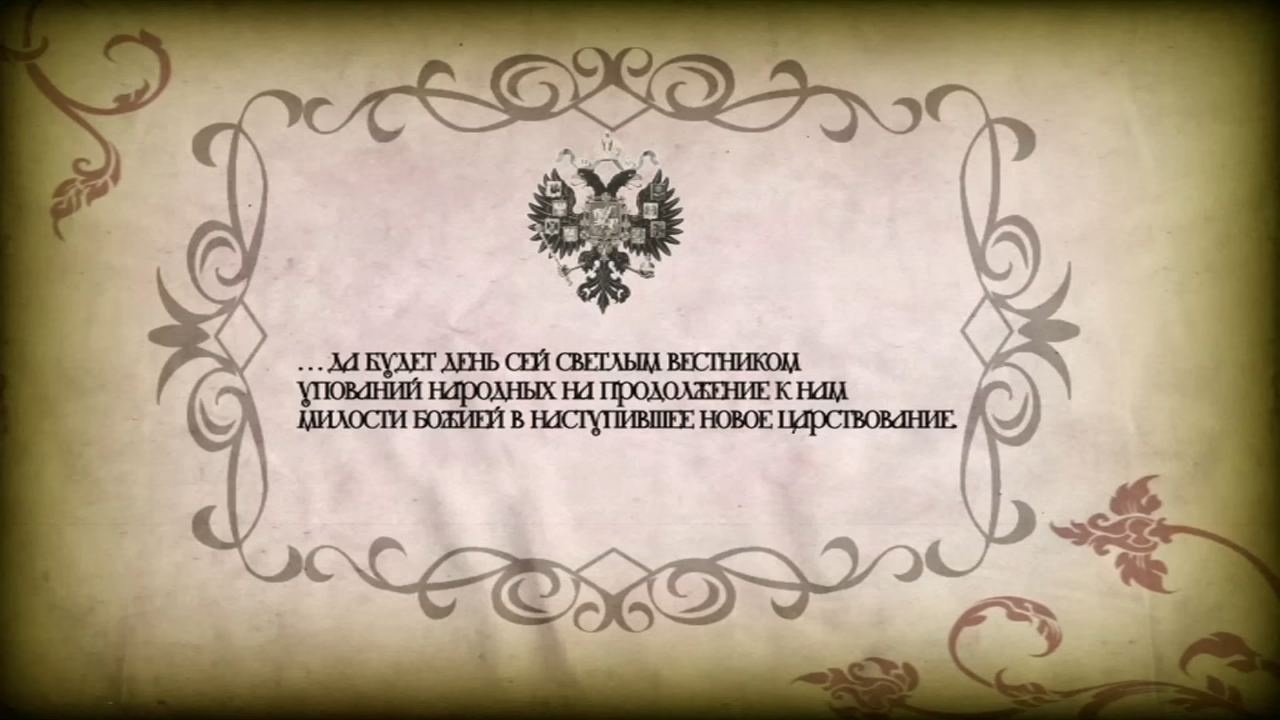 ...ДА БУДЕТ ДЕНЬ СЕЙ СВЕТЛЫМ ВЕСТНИКОМ
УПОВАНИЙ НАРОДНЫХ НА ПРОДОЛЖЕНИЕ К НАМ
МИЛОСТИ БОЖИЕЙ В НАСТУПИВШЕЕ НОВОЕ ЦАРСТВОВАНИЕ.